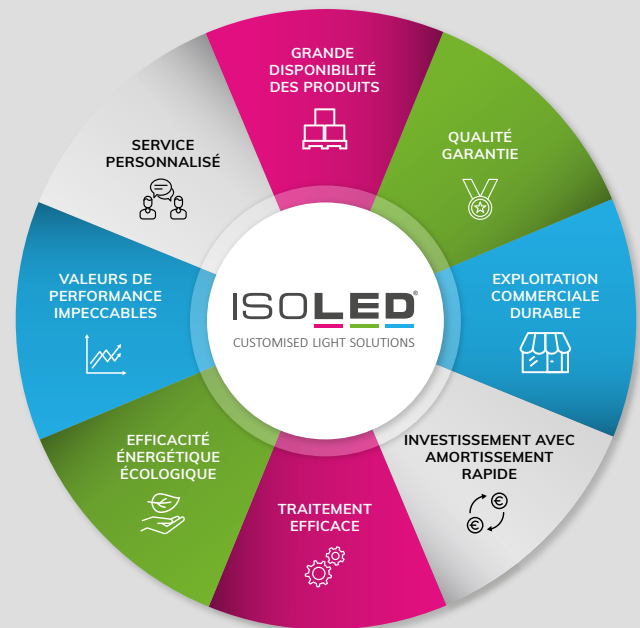 GRANDE
DISPONIBILITÉ
DES PRODUITS
QUALITÉ
GARANTIE
EXPLOITATION
COMMERCIALE
DURABLE
INVESTISSEMENT AVEC
AMORTISSEMENT
RAPIDE
TRAITEMENT
EFFICACE
EFFICACITÉ
ÉNERGÉTIQUE
ÉCOLOGIQUE
VALEURS DE
PERFORMANCE
IMPECCABLES
SERVICE
PERSONNALISÉ
ISOLED®
CUSTOMISED LIGHT SOLUTIONS